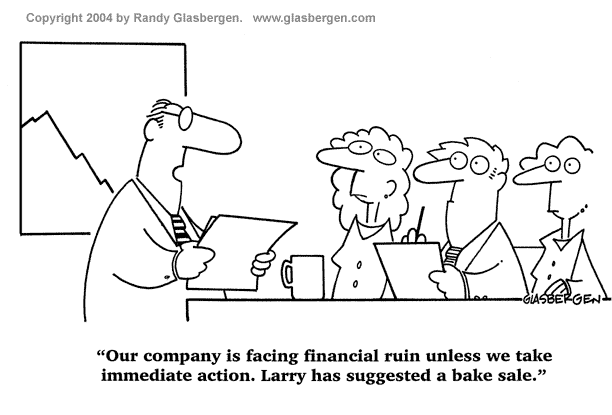 Copyright 2004 by Randy Glasbergen.   www.glasbergen.com
GLASBERGEN
“Our company is facing financial ruin unless we take
immediate action. Larry has suggested a bake sale.”